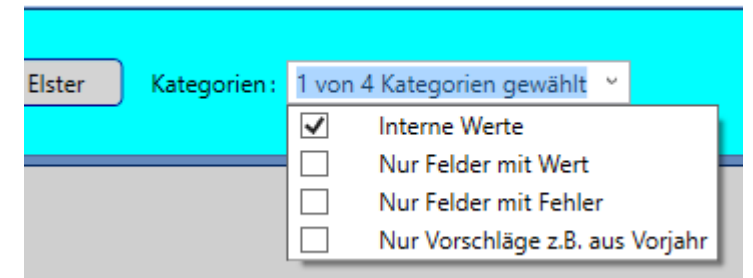 Elster
Kategorien: 1 von 4 Kategorien gewählt
Interne Werte
Nur Felder mit Wert
Nur Felder mit Fehler
Nur Vorschläge z.B. aus Vorjahr